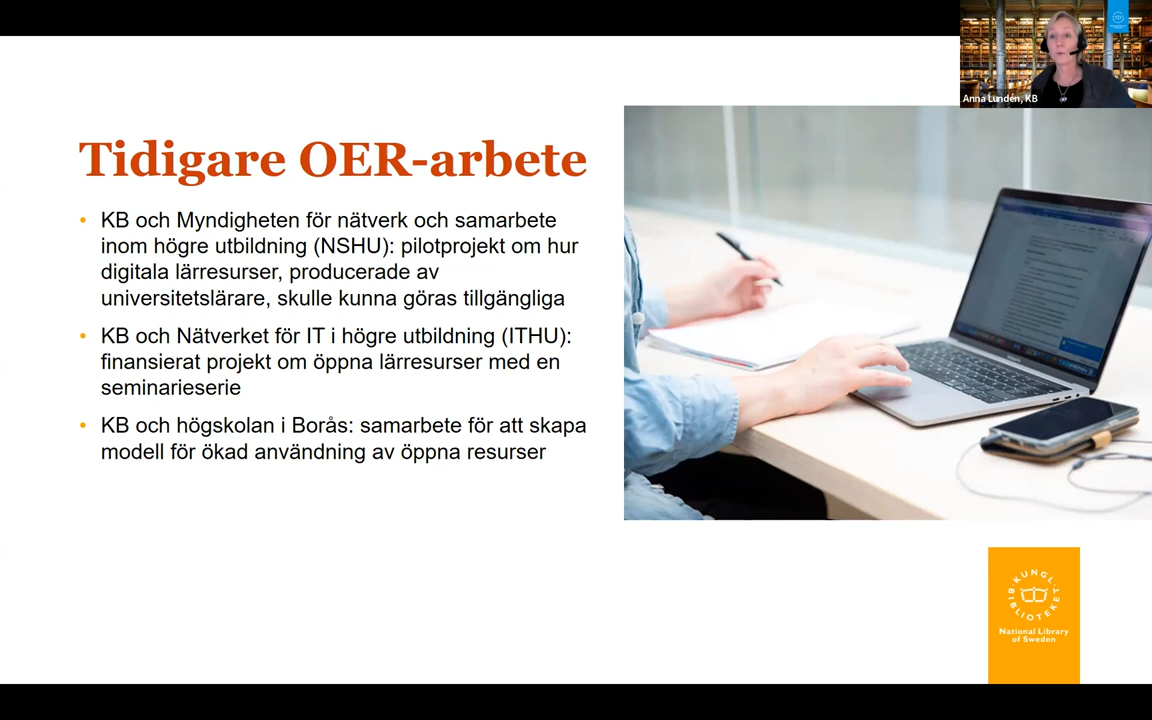 Anna Lundén, KB
Tidigare OER-arbete
• KB och Myndigheten för nätverk och samarbete
inom högre utbildning (NSHU): pilotprojekt om hur
digitala lärresurser, producerade av
universitetslärare, skulle kunna göras tillgängliga
• KB och Nätverket för IT i högre utbildning (ITHU):
finansierat projekt om öppna lärresurser med en
seminarieserie
• KB och högskolan i Borås: samarbete för att skapa
modell för ökad användning av öppna resurser
KUNGL.
BIBLIOTEKET
National Library
of Sweden